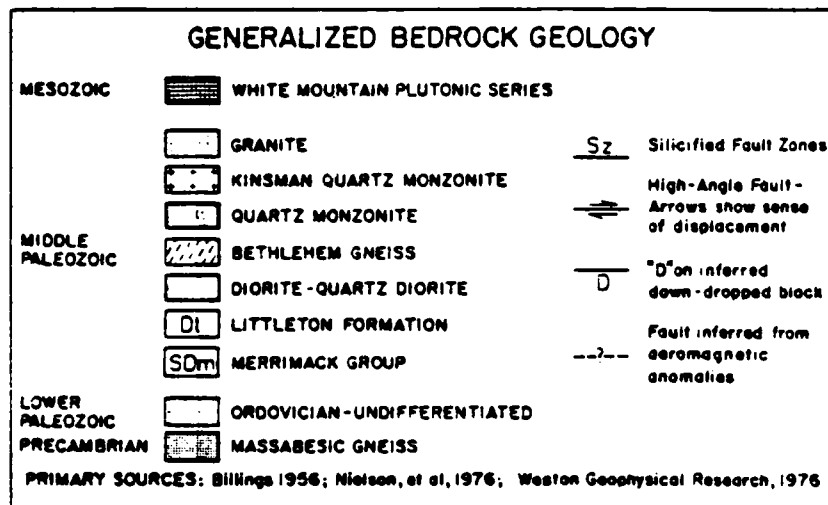 GENERALIZED BEDROCK GEOLOGY
MESOZOIC
WHITE MOUNTAIN PLUTONIC SERIES
MIDDLE PALEOZOIC
GRANITE
KINSMAN QUARTZ MONZONITE
QUARTZ MONZONITE
BETHLEHEM GNEISS
DIORITE-QUARTZ DIORITE
Dl LITTLETON FORMATION
SDm MERRIMACK GROUP
LOWER PALEOZOIC
ORDOVICIAN-UNDIFFERENTIATED
PRECAMBRIAN
MASSABESIC GNEISS
Sz Silicified Fault Zones
High-Angle Fault-
Arrows show sense
of displacement
D "D" on inferred
down-dropped block
--?-- Fault inferred from
aeromagnetic
anomalies
PRIMARY SOURCES: Billings 1956; Nielson, et al, 1976; Weston Geophysical Research, 1976